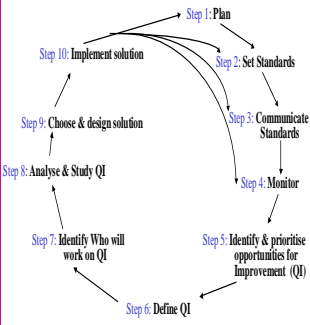 Step 1: Plan
Step 2: Set Standards
Step 3: Communicate
Standards
Step 4: Monitor
Step 5: Identify & prioritise
opportunities for
Improvement (QI)
Step 6: Define QI
Step 7: Identify Who will
work on QI
Step 8: Analyse & Study QI
Step 9: Choose & design solution
Step 10: Implement solution